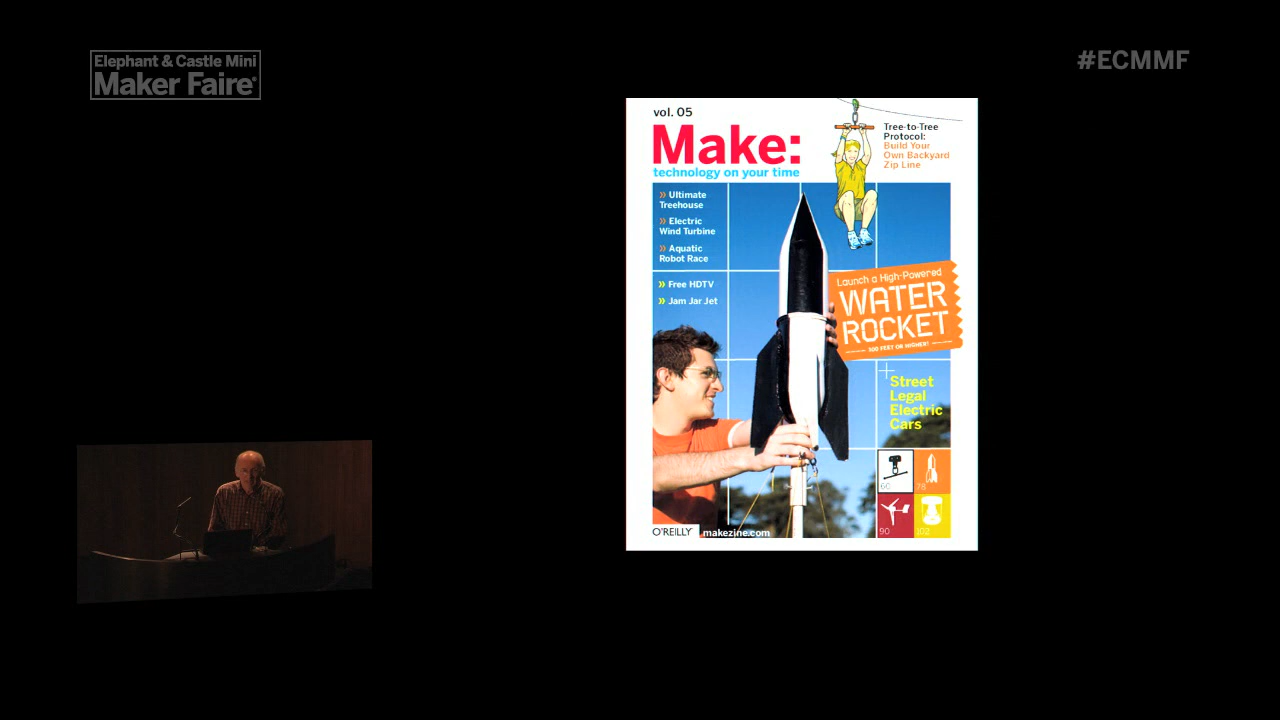 Elephant & Castle Mini
Maker Faire®
#ECMMF
vol. 05
Make:
technology on your time
Tree-to-Tree
Protocol:
Build Your
Own Backyard
Zip Line
» Ultimate
Treehouse
» Electric
Wind Turbine
» Aquatic
Robot Race
» Free HDTV
» Jam Jar Jet
Launch a High-Powered
WATER
ROCKET
300 FEET OR HIGHER!
Street
Legal
Electric
Cars
60
78
90
102
O'REILLY
makezine.com